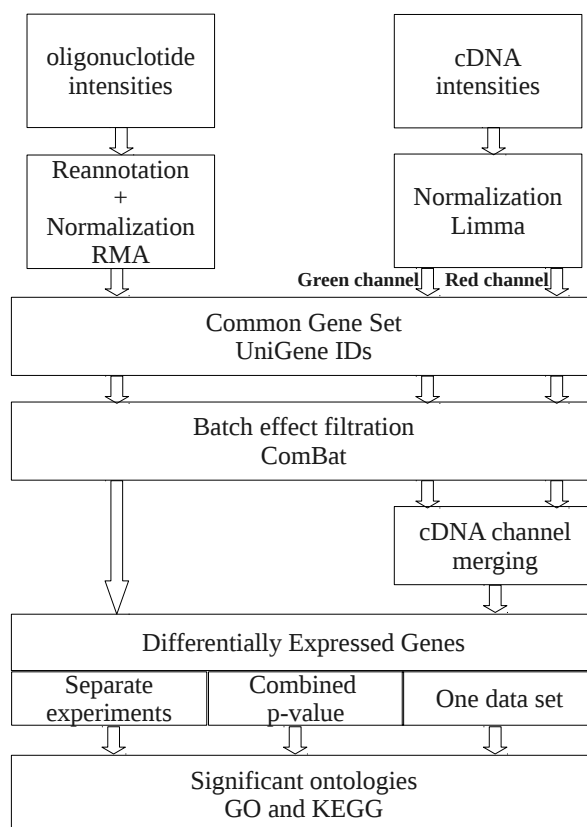 oligonuclotide
intensities
cDNA
intensities
Reannotation
+
Normalization
RMA
Normalization
Limma
Green channel
Red channel
Common Gene Set
UniGene IDs
Batch effect filtration
ComBat
cDNA channel
merging
Differentially Expressed Genes
Separate
experiments
Combined
p-value
One data set
Significant ontologies
GO and KEGG